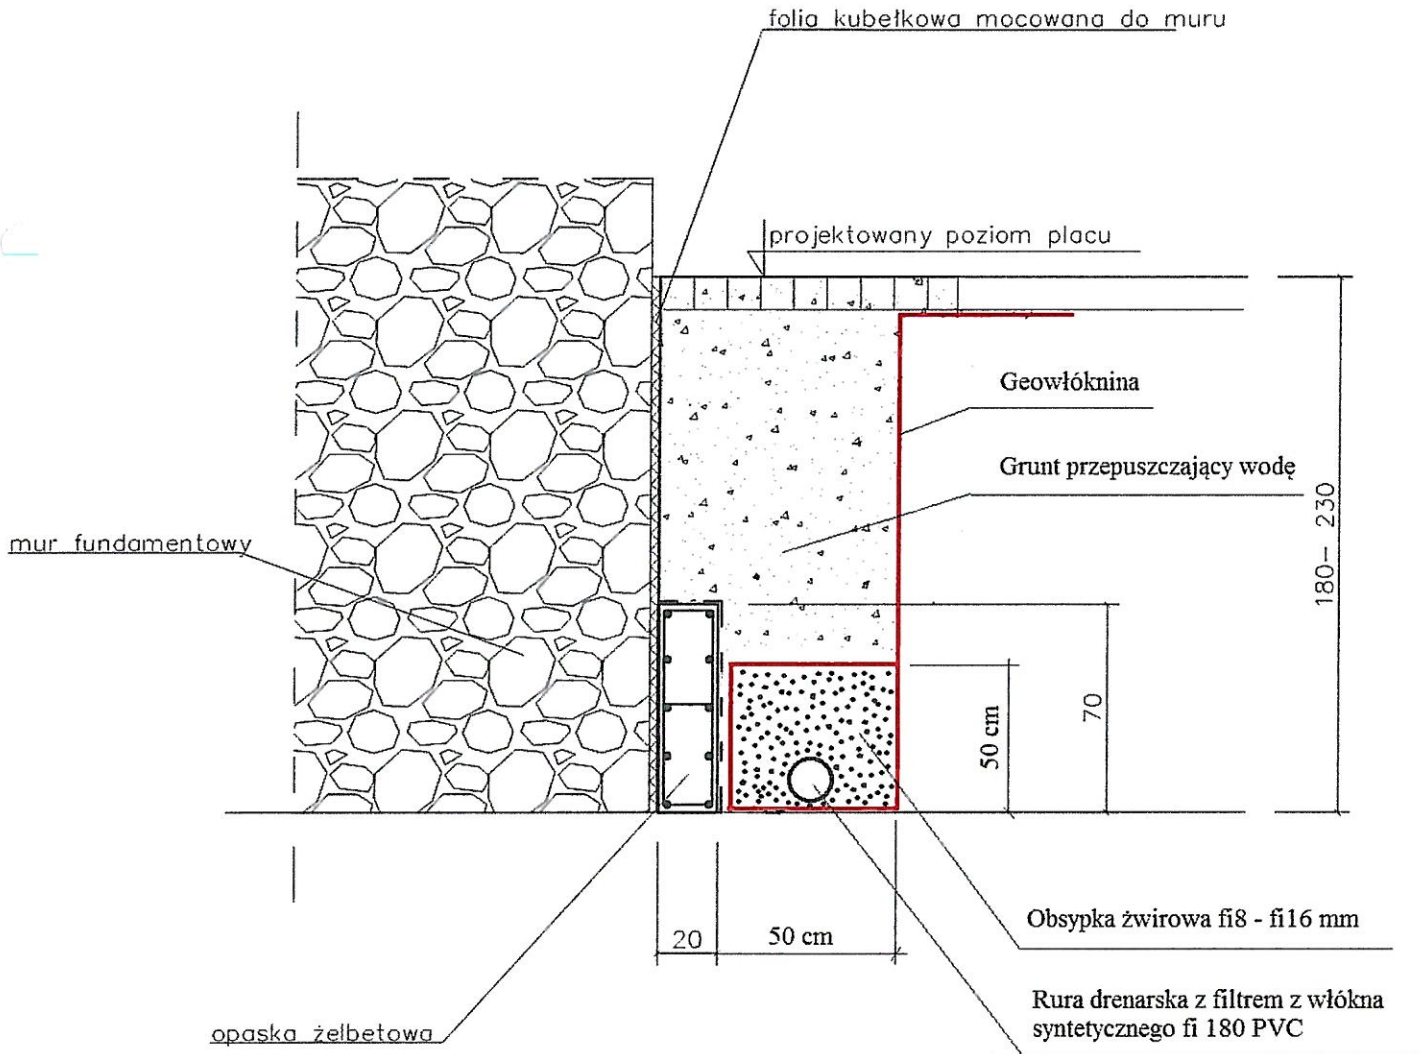 folia kubełkowa mocowana do muru
projektowany poziom placu
Geowłóknina
Grunt przepuszczający wodę
180- 230
mur fundamentowy
70
50 cm
Obsypka żwirowa fi8 - fi16 mm
20
50 cm
Rura drenarska z filtrem z włókna
syntetycznego fi 180 PVC
opaska żelbetowa